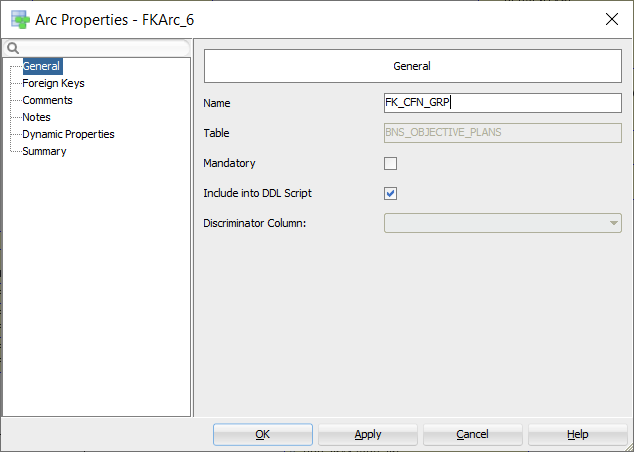 Arc Properties - FKArc_6
General
Foreign Keys
Comments
Notes
Dynamic Properties
Summary
General
Name FK_CFN_GRP
Table BNS_OBJECTIVE_PLANS
Mandatory
Include into DDL Script
Discriminator Column:
OK Apply Cancel Help